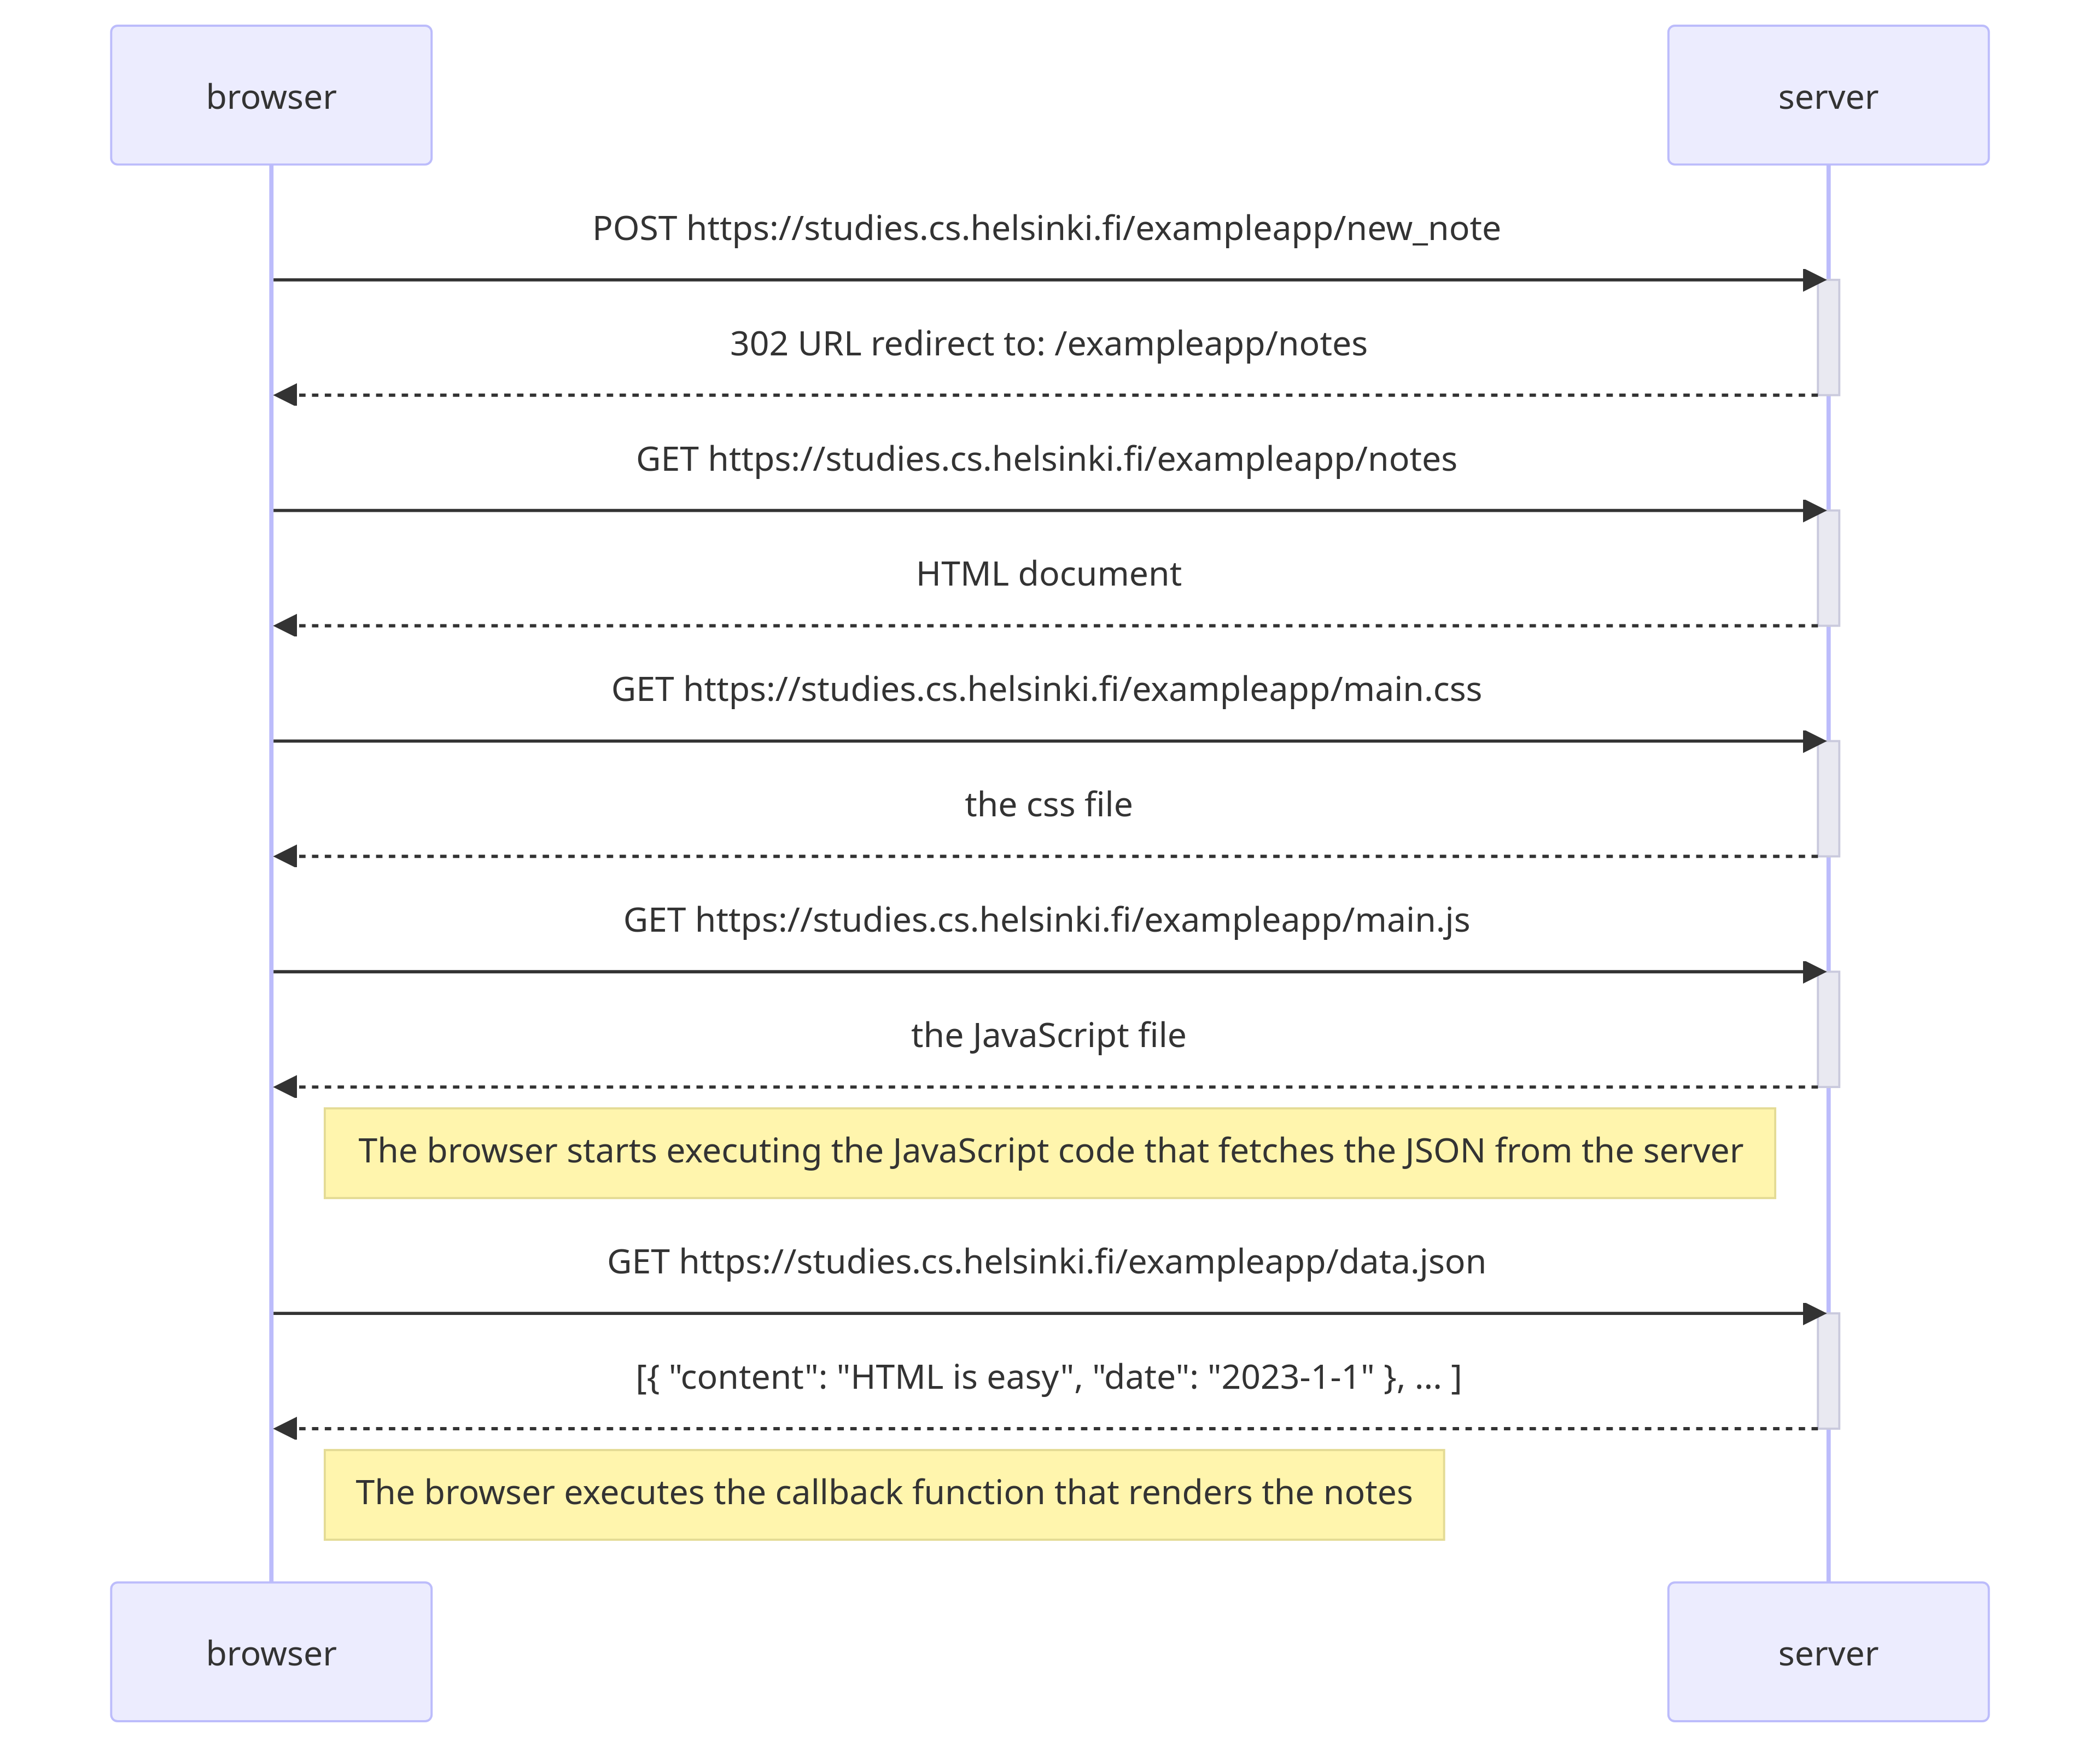 browser
server
POST https://studies.cs.helsinki.fi/exampleapp/new_note
302 URL redirect to: /exampleapp/notes
GET https://studies.cs.helsinki.fi/exampleapp/notes
HTML document
GET https://studies.cs.helsinki.fi/exampleapp/main.css
the css file
GET https://studies.cs.helsinki.fi/exampleapp/main.js
the JavaScript file
The browser starts executing the JavaScript code that fetches the JSON from the server
GET https://studies.cs.helsinki.fi/exampleapp/data.json
[{ "content": "HTML is easy", "date": "2023-1-1" }, ... ]
The browser executes the callback function that renders the notes
browser
server